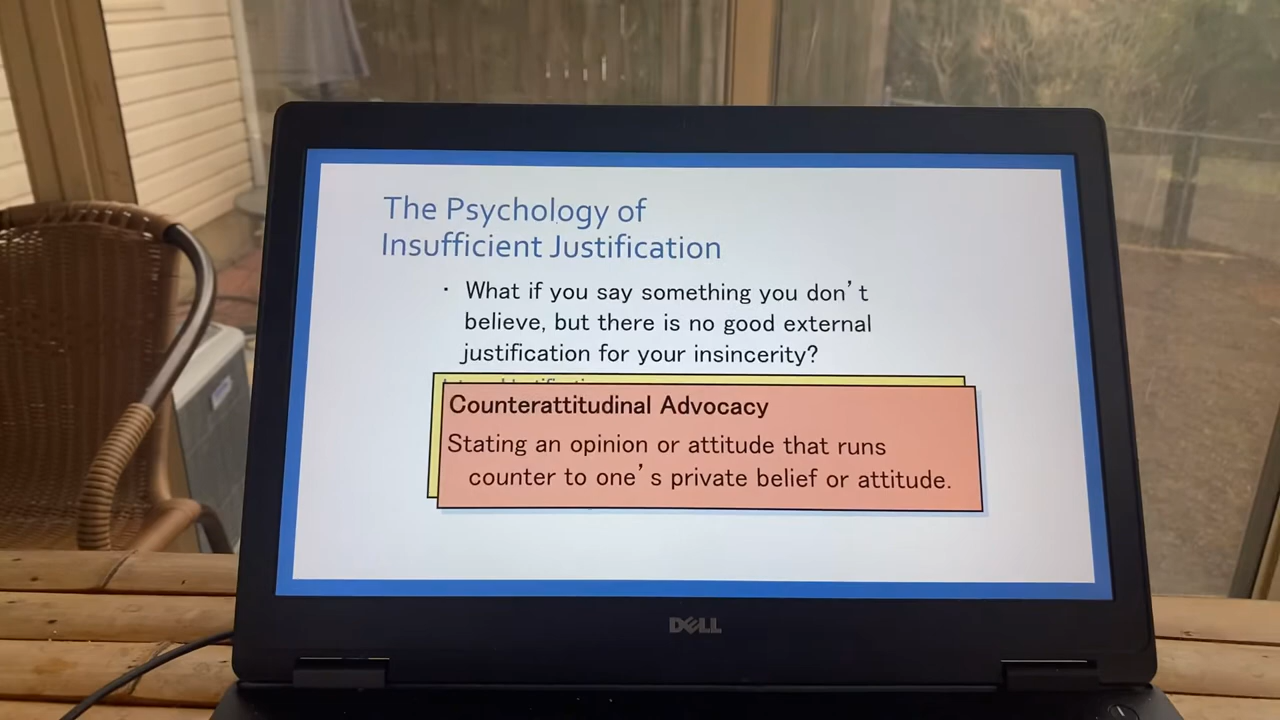 The Psychology of
Insufficient Justification
· What if you say something you don't
believe, but there is no good external
justification for your insincerity?
Counterattitudinal Advocacy
Stating an opinion or attitude that runs
counter to one's private belief or attitude.
DELL